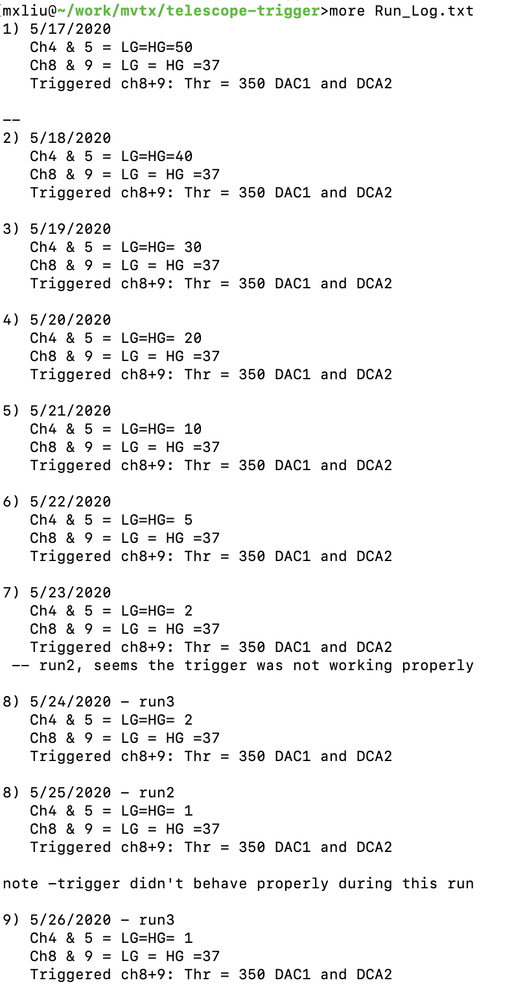 mxliu@~/work/mvtx/telescope-trigger>more Run_Log.txt
1) 5/17/2020
   Ch4 & 5 = LG=HG=50
   Ch8 & 9 = LG = HG =37
   Triggered ch8+9: Thr = 350 DAC1 and DCA2

--
2) 5/18/2020
   Ch4 & 5 = LG=HG=40
   Ch8 & 9 = LG = HG =37
   Triggered ch8+9: Thr = 350 DAC1 and DCA2

3) 5/19/2020
   Ch4 & 5 = LG=HG= 30
   Ch8 & 9 = LG = HG =37
   Triggered ch8+9: Thr = 350 DAC1 and DCA2

4) 5/20/2020
   Ch4 & 5 = LG=HG= 20
   Ch8 & 9 = LG = HG =37
   Triggered ch8+9: Thr = 350 DAC1 and DCA2

5) 5/21/2020
   Ch4 & 5 = LG=HG= 10
   Ch8 & 9 = LG = HG =37
   Triggered ch8+9: Thr = 350 DAC1 and DCA2

6) 5/22/2020
   Ch4 & 5 = LG=HG= 5
   Ch8 & 9 = LG = HG =37
   Triggered ch8+9: Thr = 350 DAC1 and DCA2

7) 5/23/2020
   Ch4 & 5 = LG=HG= 2
   Ch8 & 9 = LG = HG =37
   Triggered ch8+9: Thr = 350 DAC1 and DCA2
 -- run2, seems the trigger was not working properly

8) 5/24/2020 - run3
   Ch4 & 5 = LG=HG= 2
   Ch8 & 9 = LG = HG =37
   Triggered ch8+9: Thr = 350 DAC1 and DCA2

8) 5/25/2020 - run2
   Ch4 & 5 = LG=HG= 1
   Ch8 & 9 = LG = HG =37
   Triggered ch8+9: Thr = 350 DAC1 and DCA2

note -trigger didn't behave properly during this run

9) 5/26/2020 - run3
   Ch4 & 5 = LG=HG= 1
   Ch8 & 9 = LG = HG =37
   Triggered ch8+9: Thr = 350 DAC1 and DCA2